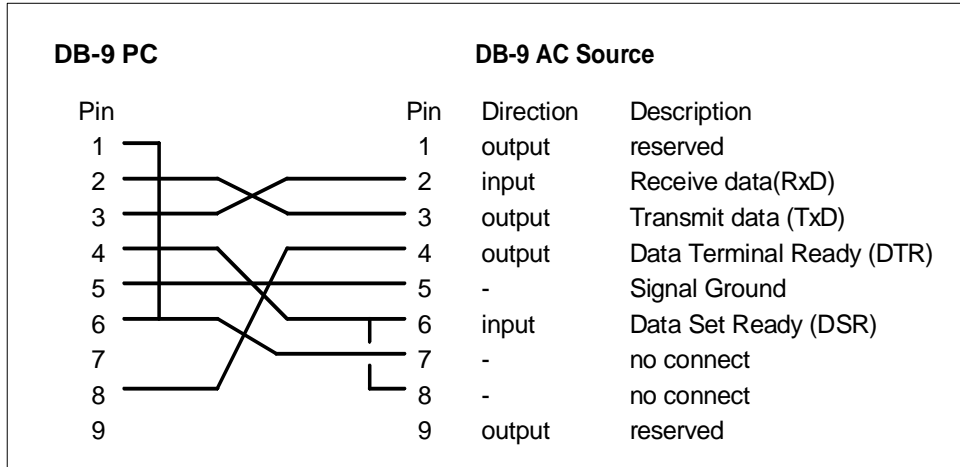 DB-9 PC DB-9 AC Source
Pin Pin Direction Description
1 1 output reserved
2 2 input Receive data(RxD)
3 3 output Transmit data (TxD)
4 4 output Data Terminal Ready (DTR)
5 5 - Signal Ground
6 6 input Data Set Ready (DSR)
7 7 - no connect
8 8 - no connect
9 9 output reserved